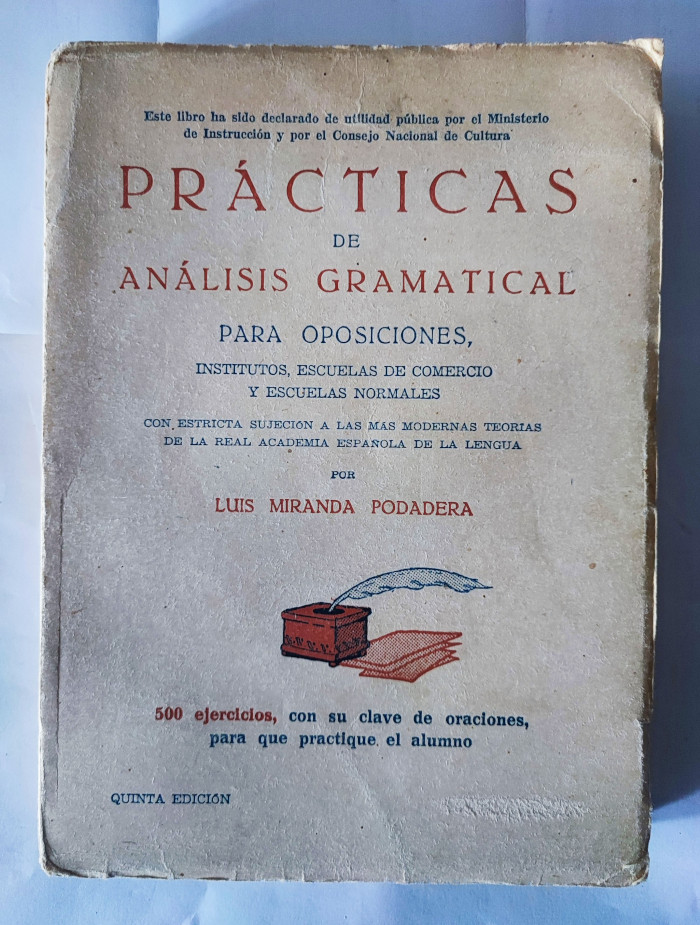 Este libro ha sido declarado de utilidad pública por el Ministerio
de Instrucción y por el Consejo Nacional de Cultura
PRÁCTICAS
DE
ANÁLISIS GRAMATICAL
PARA OPOSICIONES,
INSTITUTOS, ESCUELAS DE COMERCIO
Y ESCUELAS NORMALES
CON ESTRICTA SUJECIÓN A LAS MÁS MODERNAS TEORIAS
DE LA REAL ACADEMIA ESPAÑOLA DE LA LENGUA
POR
LUIS MIRANDA PODADERA
500 ejercicios, con su clave de oraciones,
para que practique el alumno
QUINTA EDICIÓN